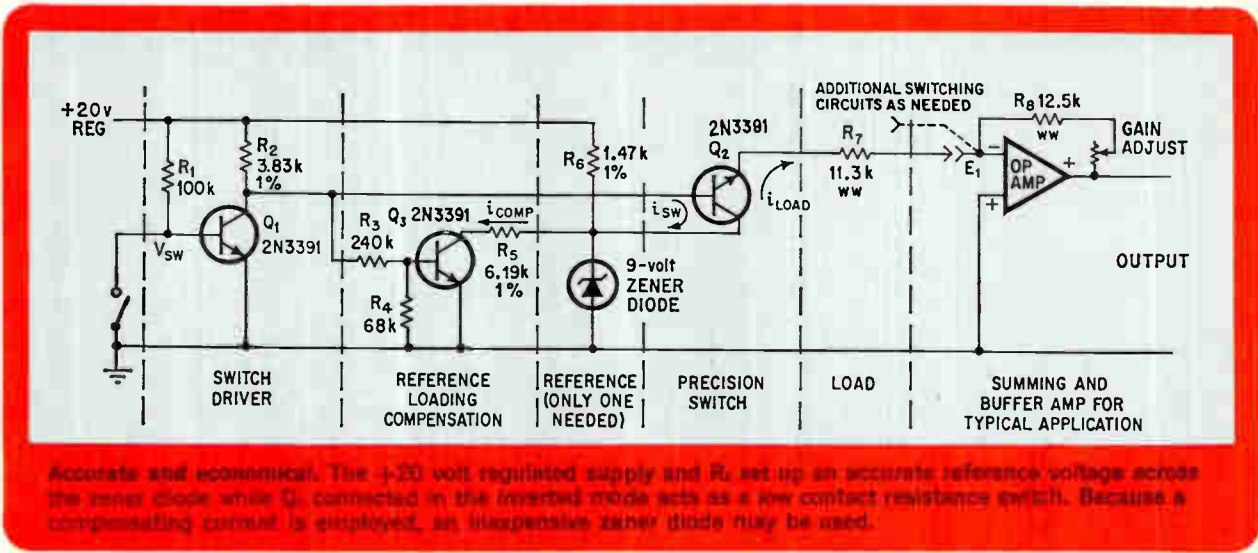 +20v
REG
R1
100k
R2
3.83k
1%
VSW
Q1
2N3391
R3
240k
Q3 2N3391
R4
68k
iCOMP
R5
6.19k
1%
R6
1.47k
1%
9-volt
ZENER
DIODE
iSW
2N3391
Q2
iLOAD
R7
11.3k
WW
ADDITIONAL SWITCHING
CIRCUITS AS NEEDED
E1
R8 12.5k
WW
GAIN
ADJUST
−
OP
AMP
+
+
OUTPUT
SWITCH
DRIVER
REFERENCE
LOADING
COMPENSATION
REFERENCE
(ONLY ONE
NEEDED)
PRECISION
SWITCH
LOAD
SUMMING AND
BUFFER AMP FOR
TYPICAL APPLICATION
Accurate and economical. The +20 volt regulated supply and R set up an accurate reference voltage across
the zener diode while Q connected in the inverted mode acts as a low contact resistance switch. Because a
compensating current is employed, an inexpensive zener diode may be used.